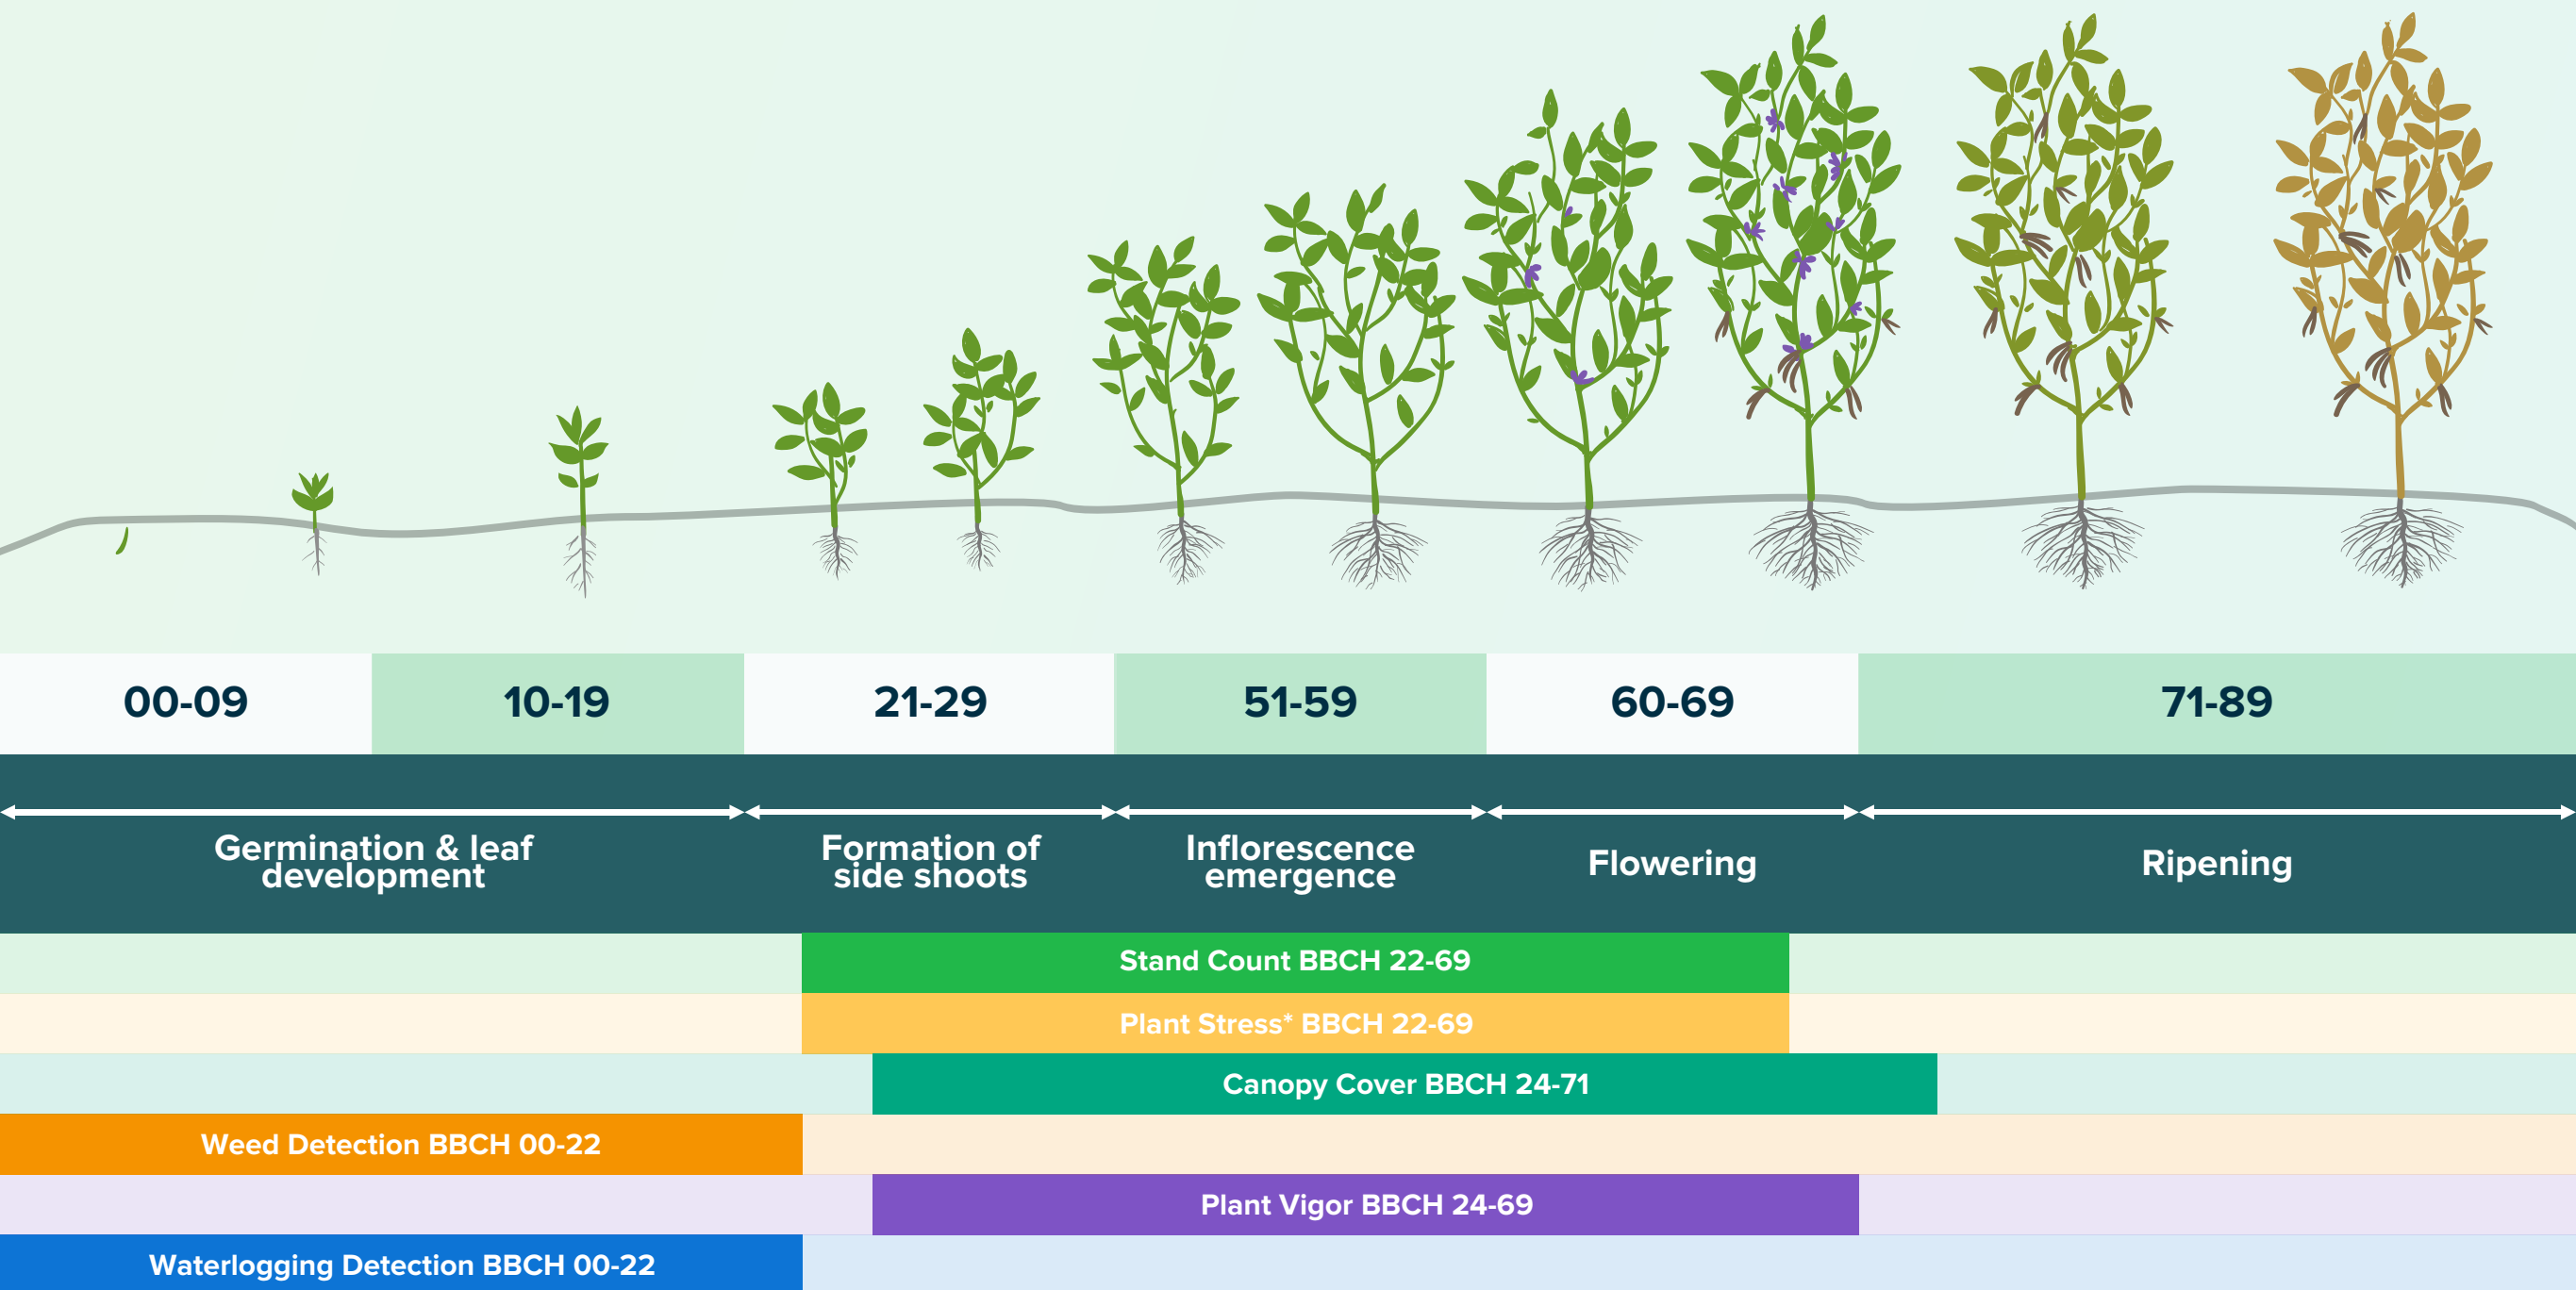 00-09
10-19
21-29
51-59
60-69
71-89
Germination & leaf
development
Formation of
side shoots
Inflorescence
emergence
Flowering
Ripening
Stand Count BBCH 22-69
Plant Stress* BBCH 22-69
Canopy Cover BBCH 24-71
Weed Detection BBCH 00-22
Plant Vigor BBCH 24-69
Waterlogging Detection BBCH 00-22